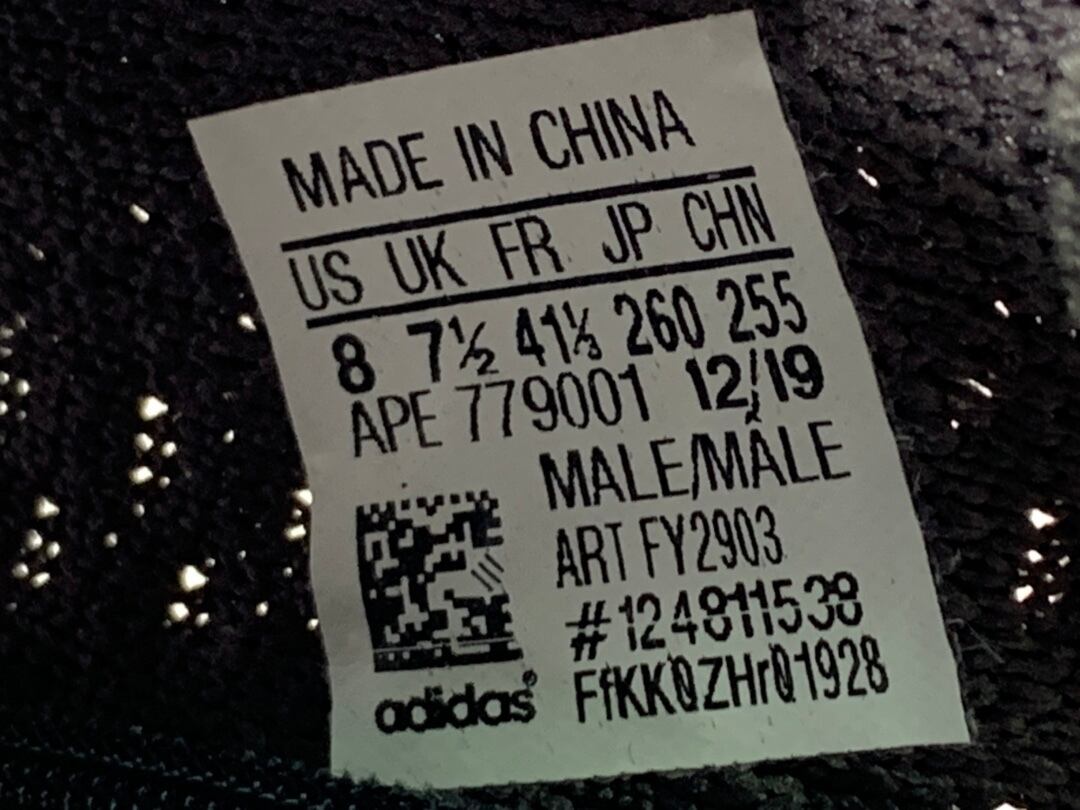 MADE IN CHINA
US UK FR JP CHN
8 7½ 41⅓ 260 255
APE 779001 12/19
MALE/MÂLE
ART FY2903
#124811538
FfKK0ZHr01928
adidas®